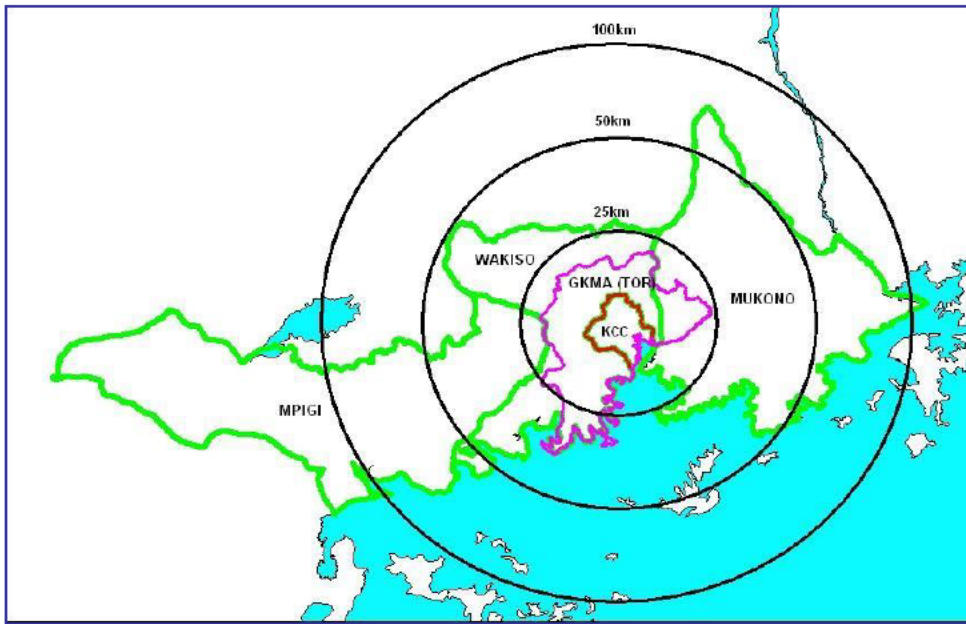 100km
50km
25km
WAKISO
GKMA (TOR)
MUKONO
KCC
MPIGI